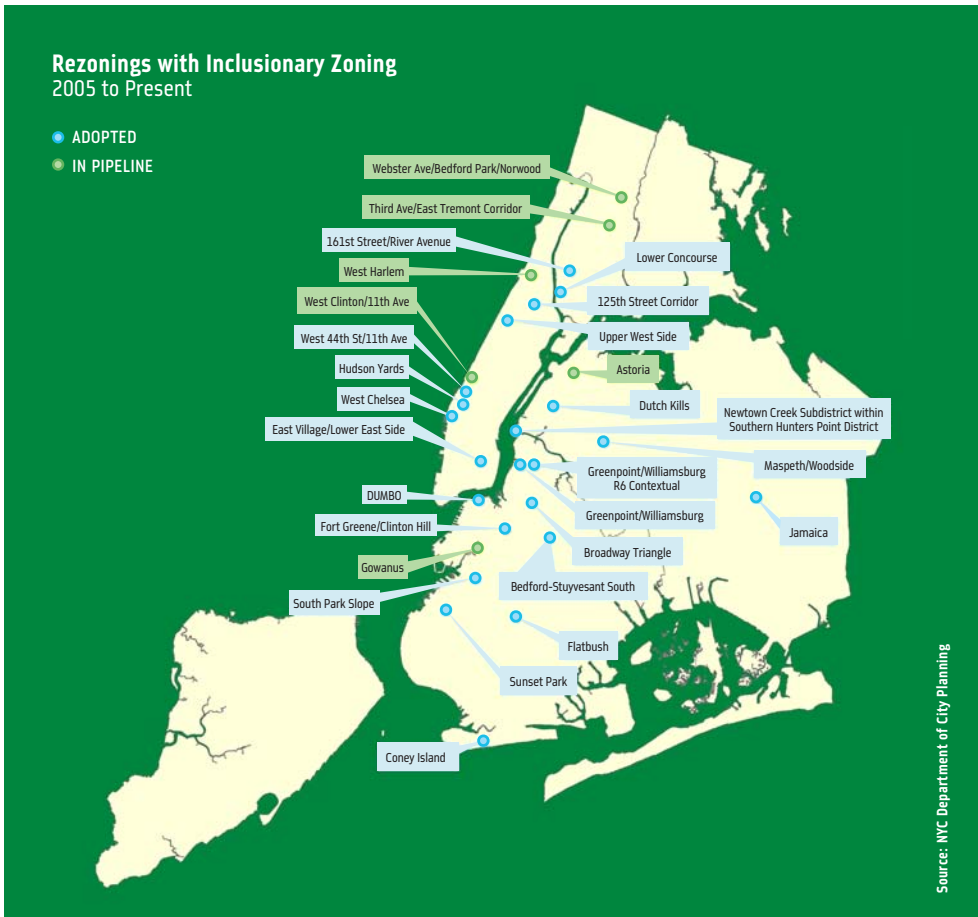 Rezonings with Inclusionary Zoning
2005 to Present
ADOPTED
IN PIPELINE
Webster Ave/Bedford Park/Norwood
Third Ave/East Tremont Corridor
161st Street/River Avenue
Lower Concourse
West Harlem
West Clinton/11th Ave
125th Street Corridor
West 44th St/11th Ave
Upper West Side
Hudson Yards
Astoria
West Chelsea
Dutch Kills
East Village/Lower East Side
Newtown Creek Subdistrict within
Southern Hunters Point District
Maspeth/Woodside
Greenpoint/Williamsburg
R6 Contextual
DUMBO
Greenpoint/Williamsburg
Fort Greene/Clinton Hill
Jamaica
Broadway Triangle
Gowanus
Bedford-Stuyvesant South
South Park Slope
Flatbush
Sunset Park
Coney Island
Source: NYC Department of City Planning